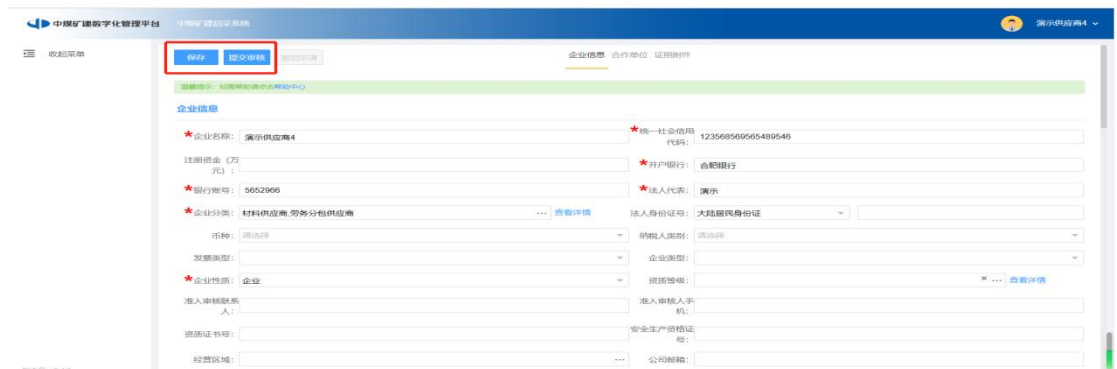 中煤矿建数字化管理平台 中煤矿建招采系统 演示供应商4
收起菜单
保存 提交审核 撤回申请 企业信息 合作单位 证照附件
温馨提示：如需帮助请点击帮助中心
企业信息
*企业名称: 演示供应商4 *统一社会信用代码: 123568569565489546
注册资金（万元）: *开户银行: 合肥银行
*银行账号: 5652966 *法人代表: 演示
*企业分类: 材料供应商,劳务分包供应商 ... 查看详情 法人身份证号: 大陆居民身份证
币种: 请选择 纳税人类别: 请选择
发票类型: 企业类型:
*企业性质: 企业 资质等级: × ... 查看详情
准入审核联系人: 准入审核人手机:
资质证书号: 安全生产资格证号:
经营区域: ... 公司邮箱: